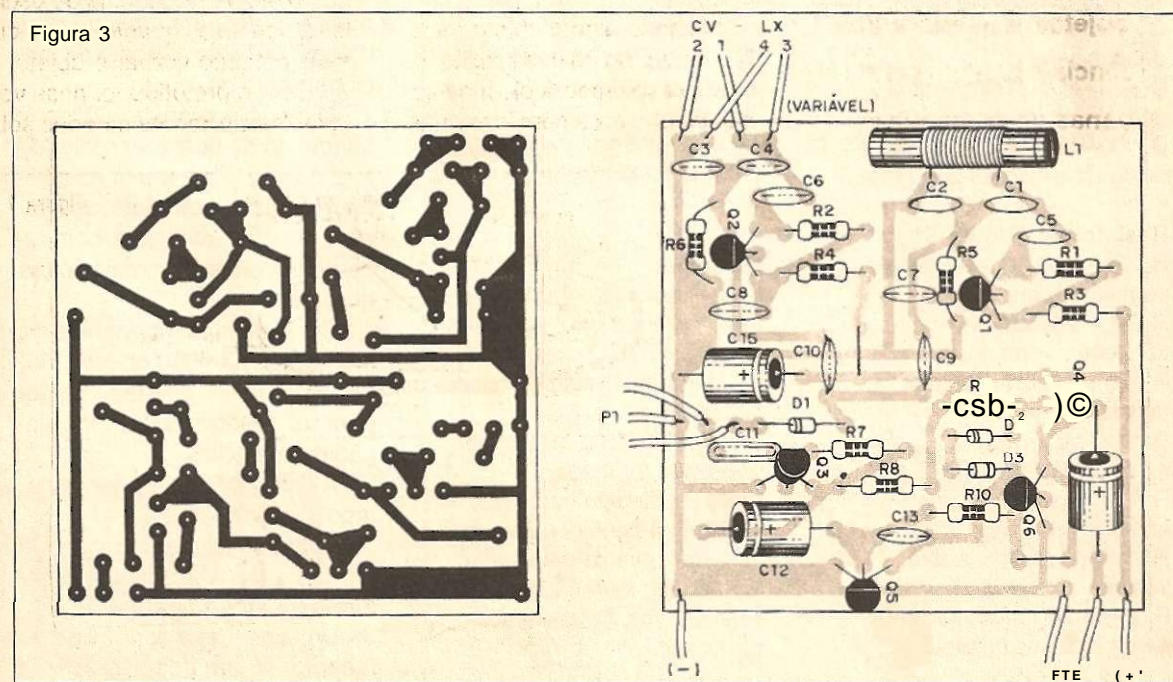 Figura 3
CV LX
2 1 4 3
(VARIÁVEL)
C3 C4
L1
C6
C2 C1
R2
Q2
C5
R6
R4
R5
R1
C7
Q1
R3
C8
C15
C10
C9
Q4
R
-csb- )©
P1
D1
D2
C11
R7
Q3
D3
R8
R10
Q6
C13
C12
Q5
(-)
FTE (+'